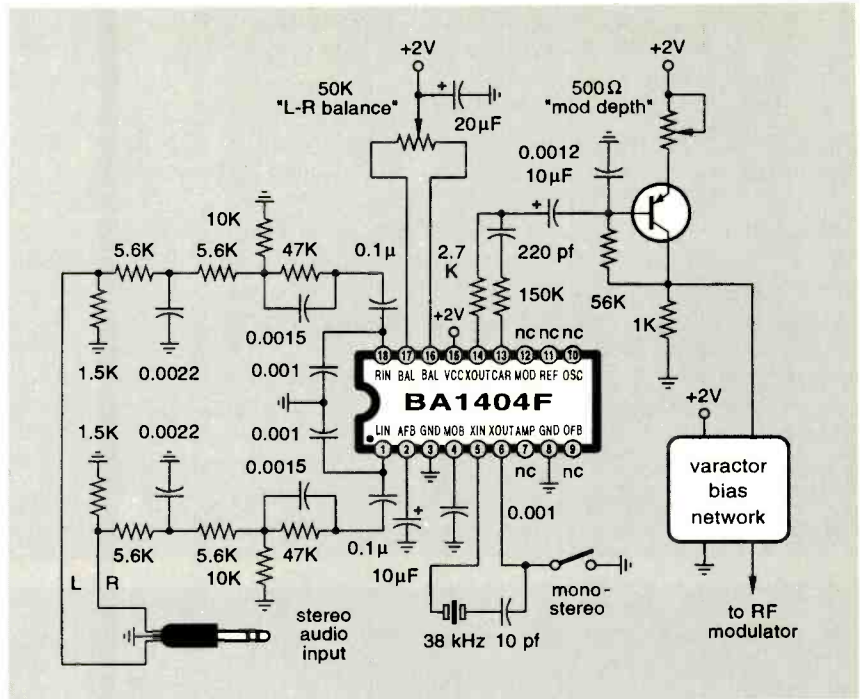 +2V
50K
"L-R balance"
+
20µF
+2V
500Ω
"mod depth"
0.0012
10µF
+
10K
5.6K
5.6K
47K
0.1µ
2.7
K
220 pf
150K
56K
1K
+2V
nc nc nc
0.0015
1.5K
0.0022
0.001
18 17 16 15 14 13 12 11 10
RIN BAL BAL VCC XOUT CAR MOD REF OSC
BA1404F
LIN AFB GND MOB XIN XOUT AMP GND OFB
1 2 3 4 5 6 7 8 9
nc nc
1.5K
0.0022
0.001
0.0015
5.6K
5.6K
10K
47K
0.1µ
+
10µF
0.001
38 kHz
10 pf
mono-
stereo
+2V
varactor
bias
network
to RF
modulator
L R
stereo
audio
input